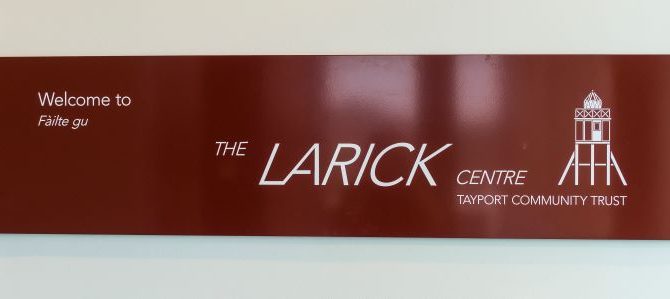 Welcome to
Fàilte gu
THE LARICK CENTRE
TAYPORT COMMUNITY TRUST